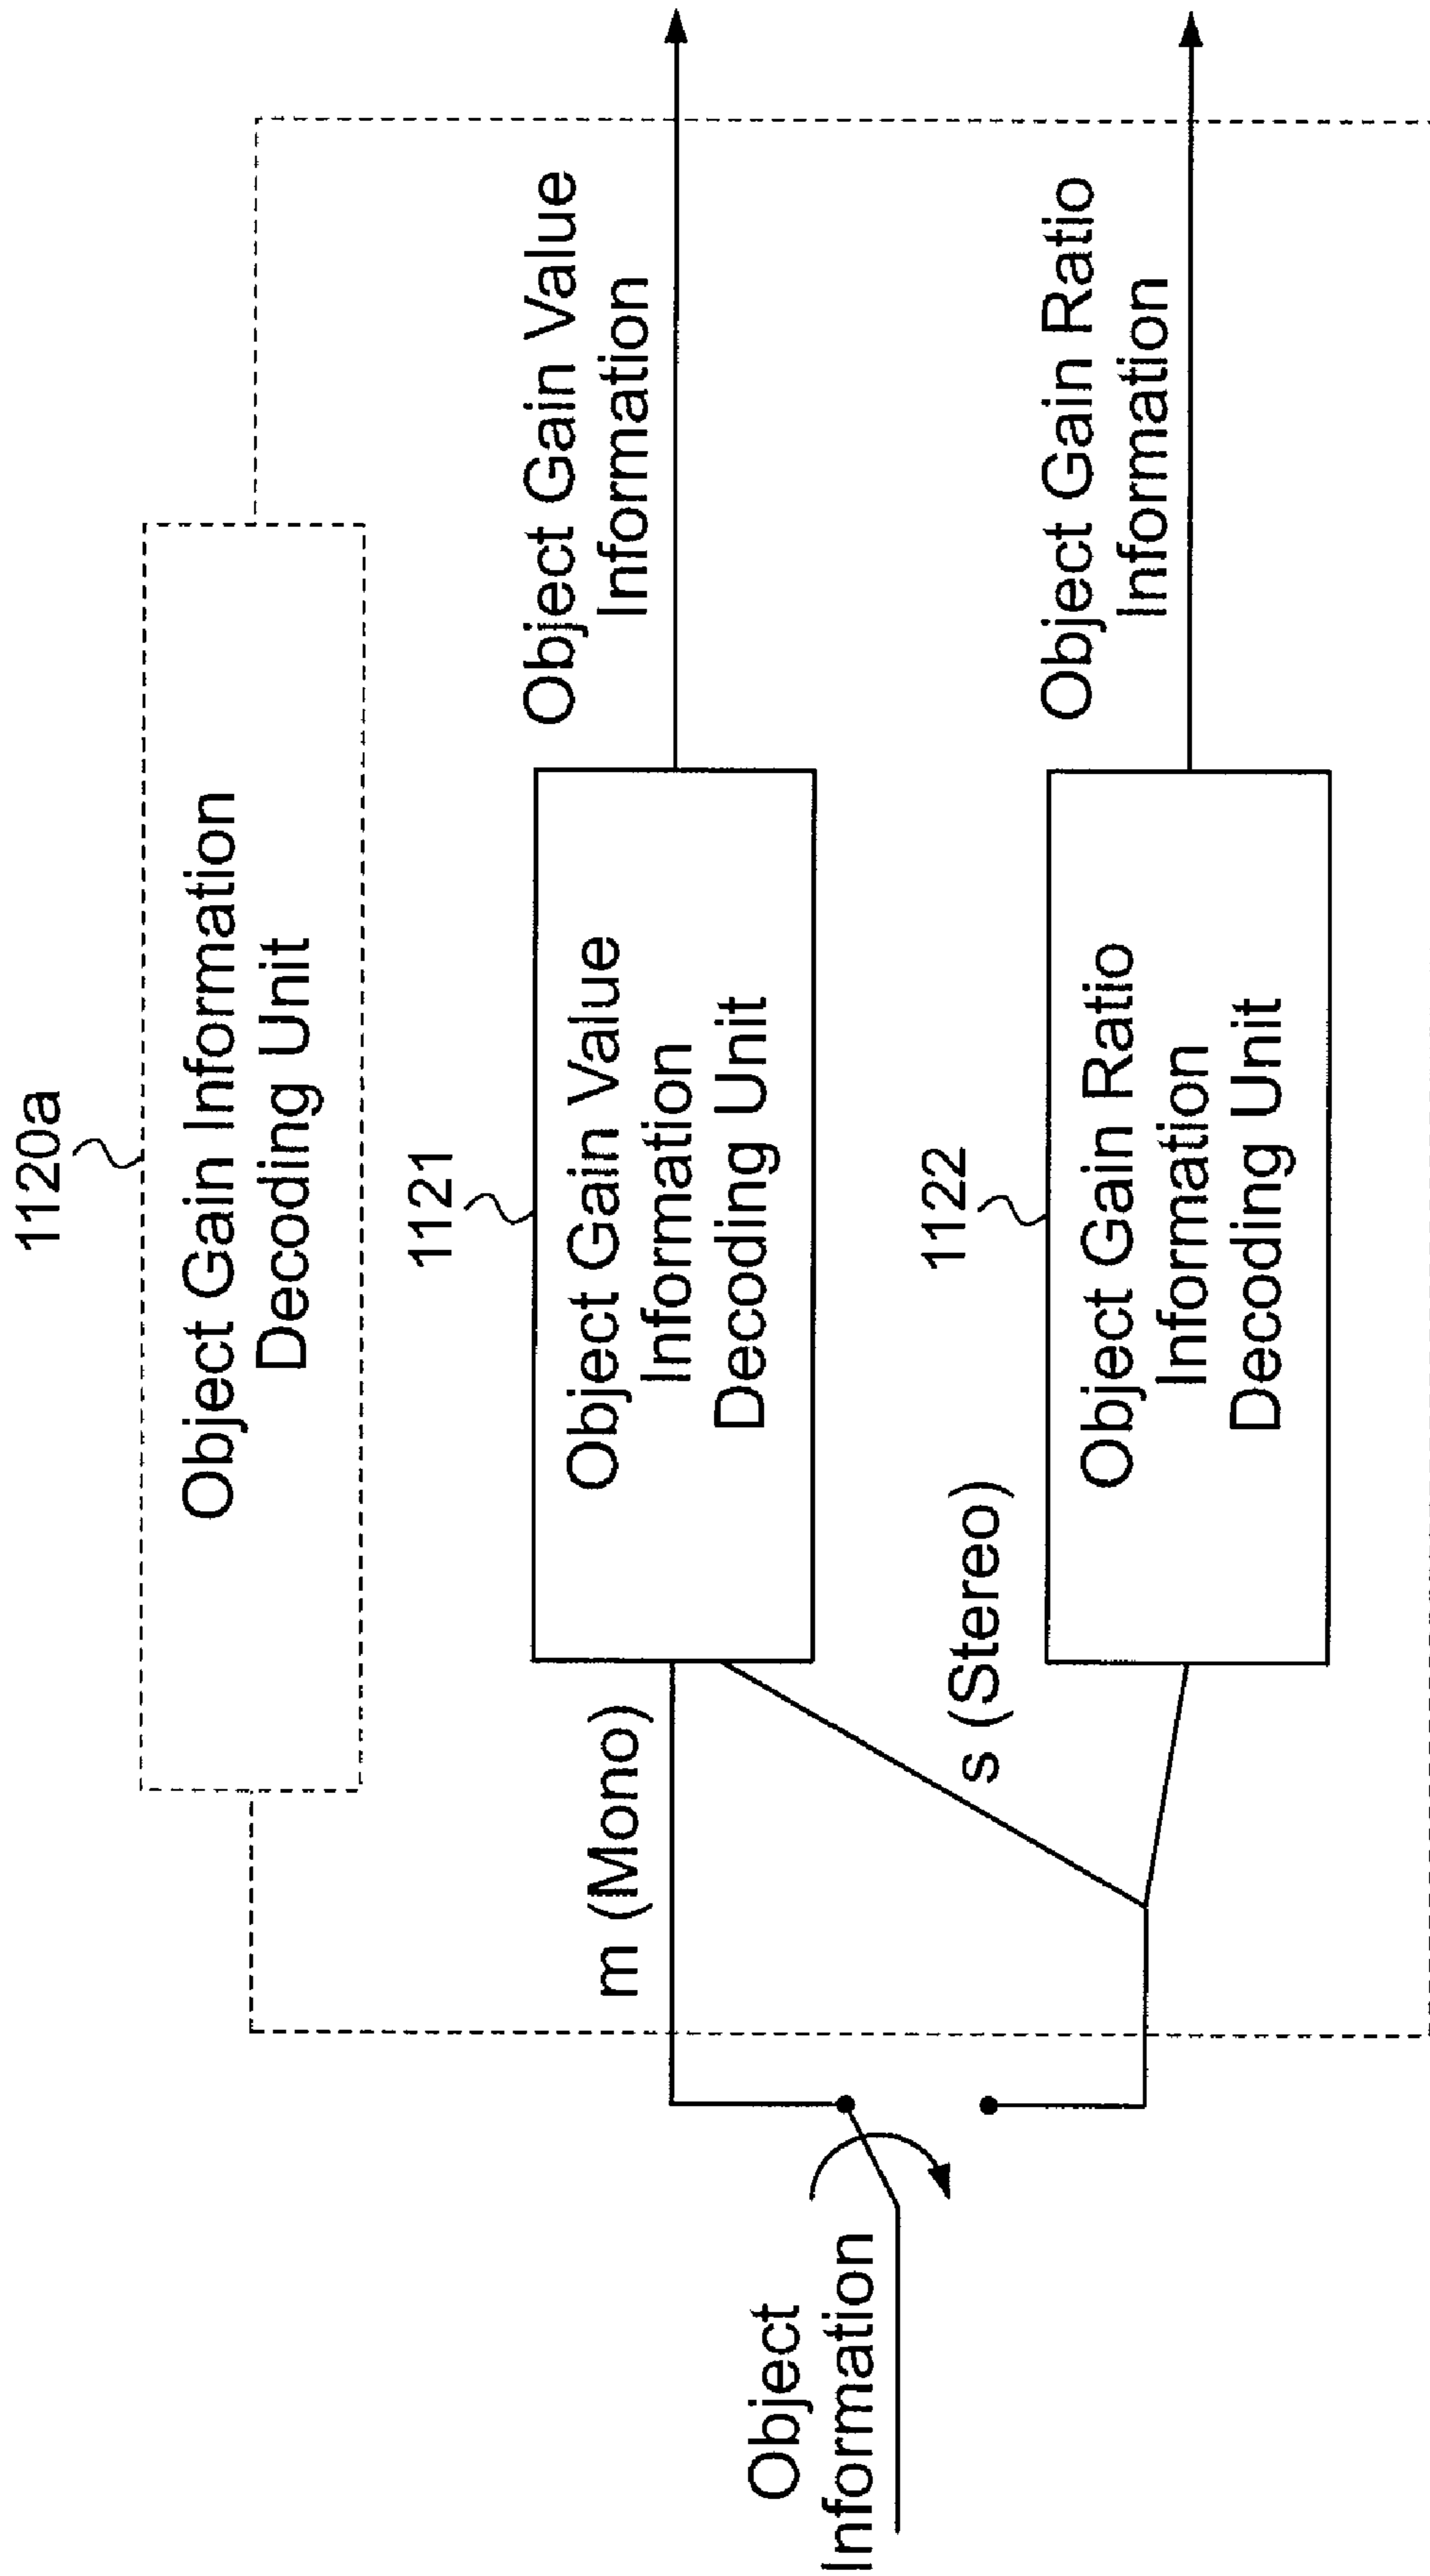 1120a
Object Gain Information
Decoding Unit
Object
Information
m (Mono)
1121
Object Gain Value
Information
Decoding Unit
Object Gain Value
Information
s (Stereo)
1122
Object Gain Ratio
Information
Decoding Unit
Object Gain Ratio
Information